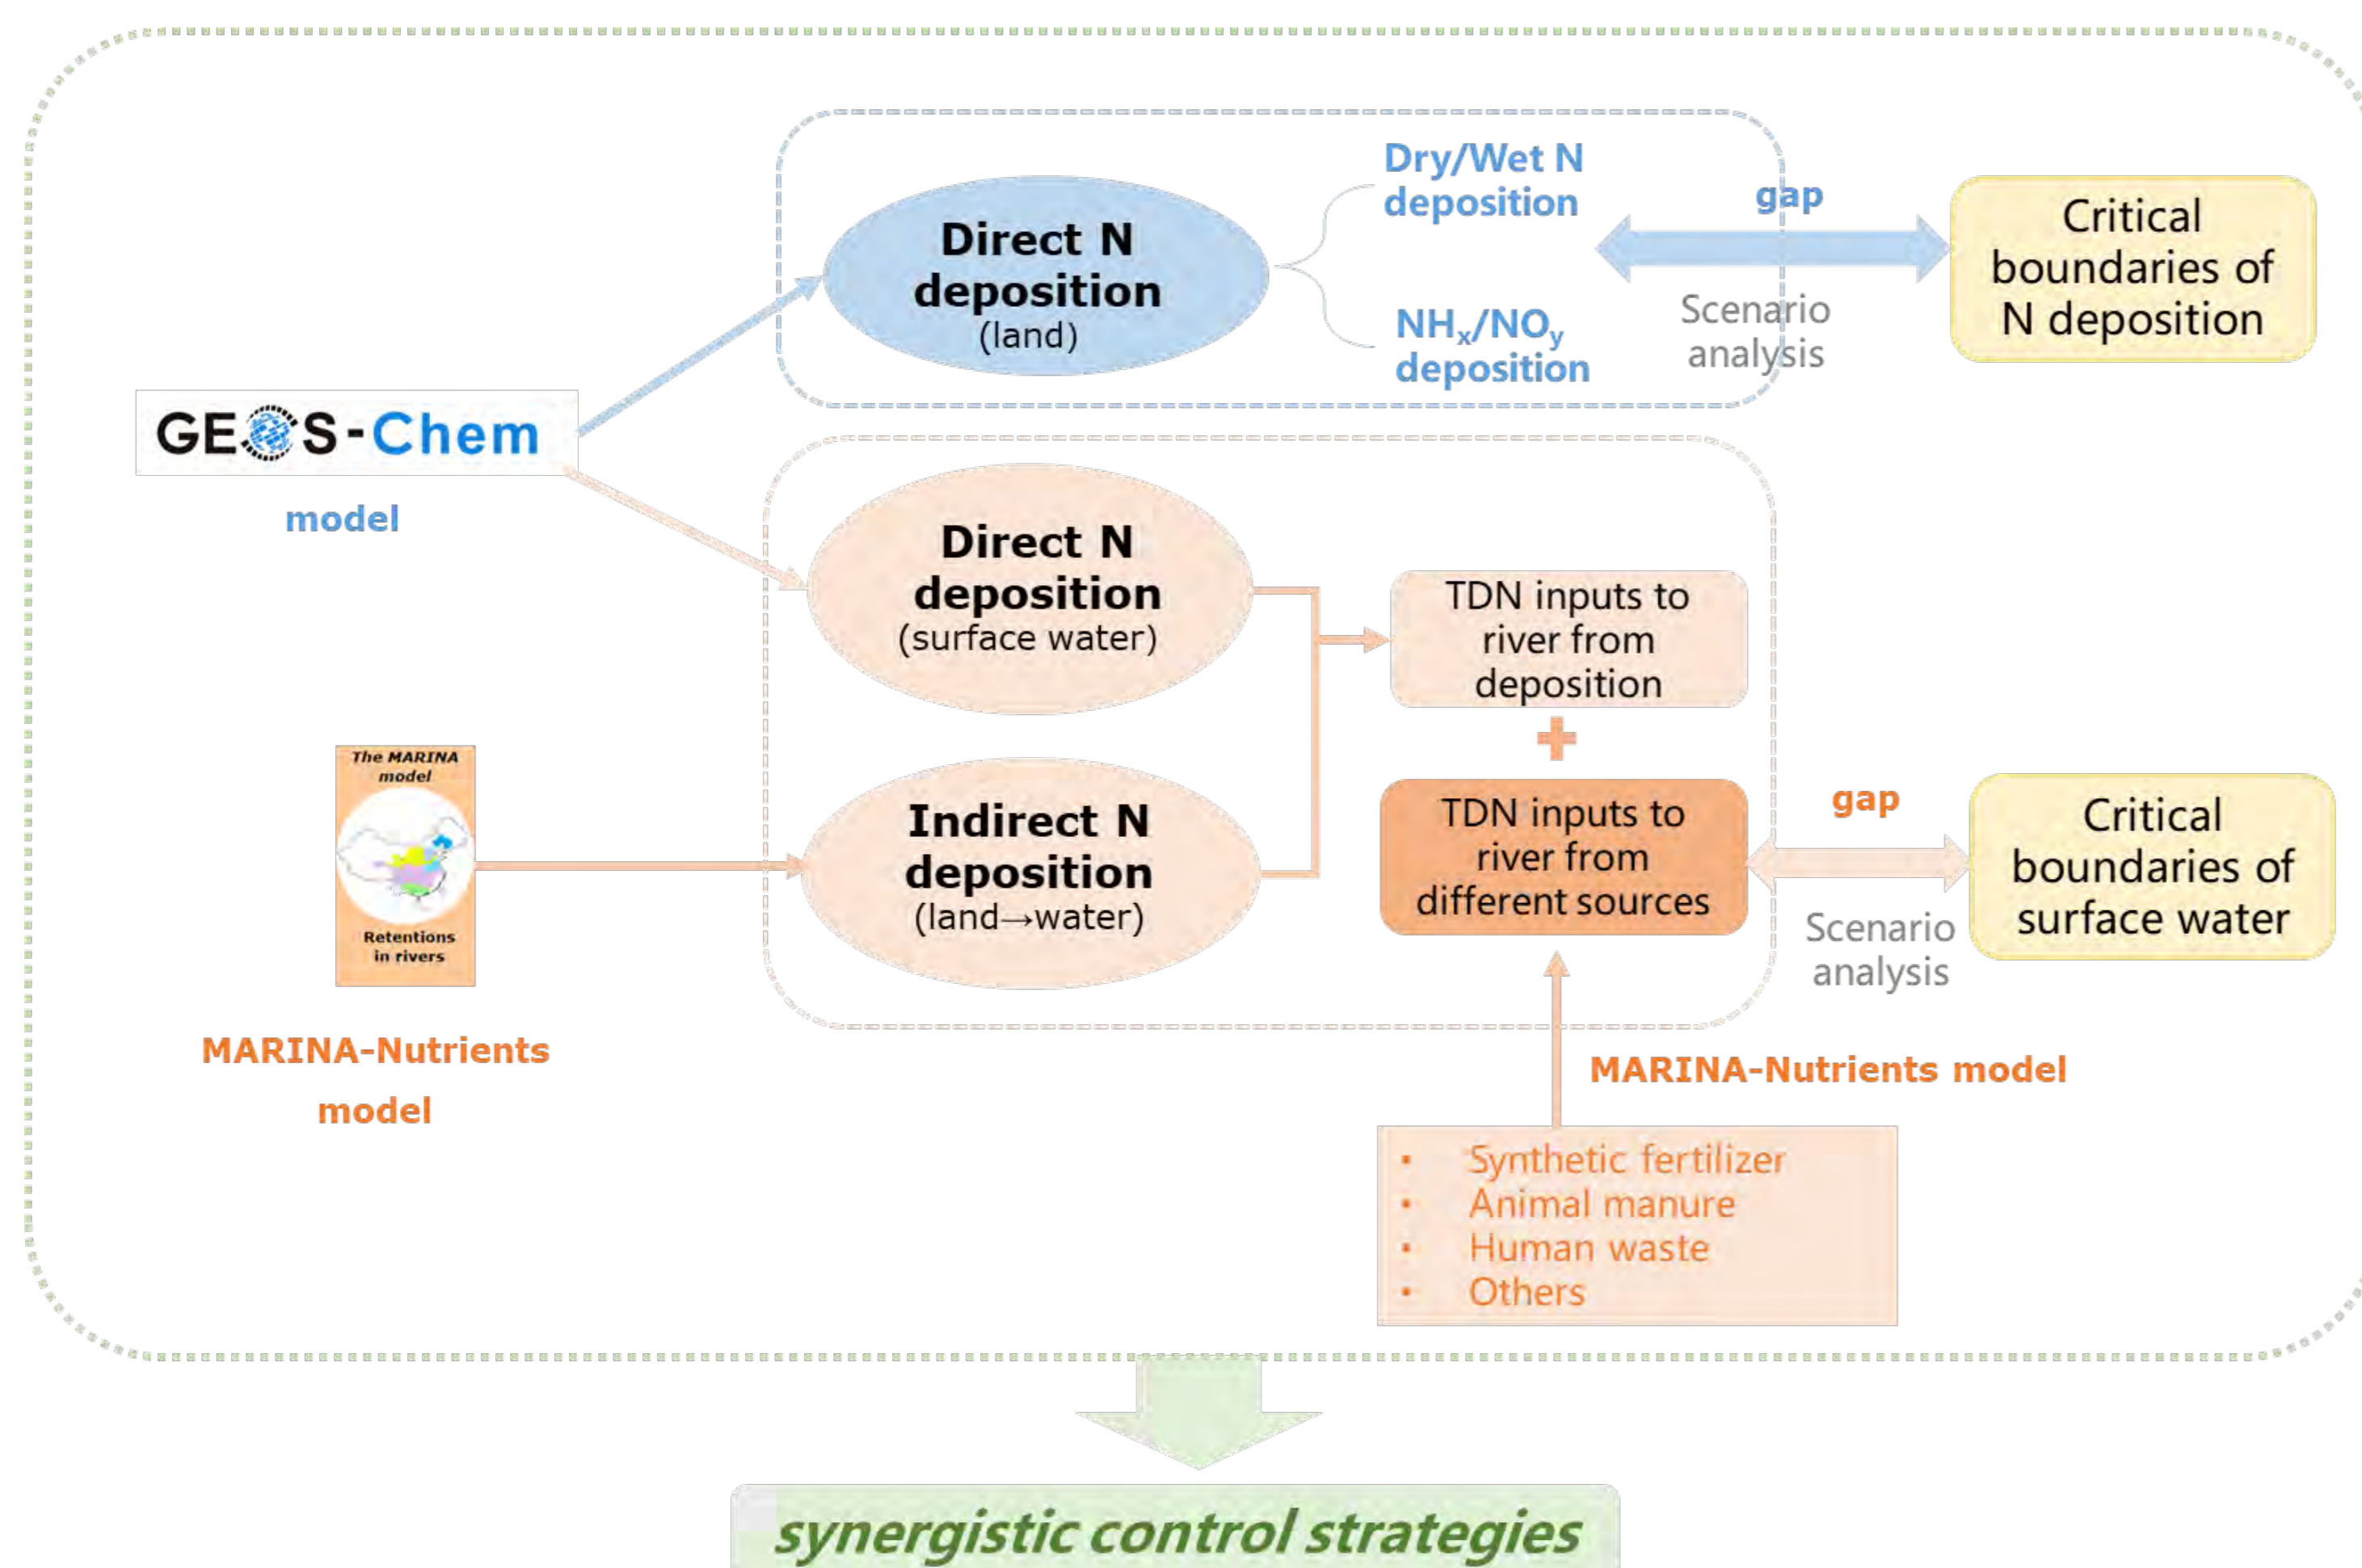 Dry/Wet N
deposition
Direct N
deposition
(land)
NHx/NOy
deposition
gap
Scenario
analysis
Critical
boundaries of
N deposition
GEOS-Chem
model
Direct N
deposition
(surface water)
TDN inputs to
river from
deposition
+
The MARINA
model
Retentions
in rivers
MARINA-Nutrients
model
Indirect N
deposition
(land→water)
TDN inputs to
river from
different sources
gap
Scenario
analysis
Critical
boundaries of
surface water
MARINA-Nutrients model
• Synthetic fertilizer
• Animal manure
• Human waste
• Others
synergistic control strategies